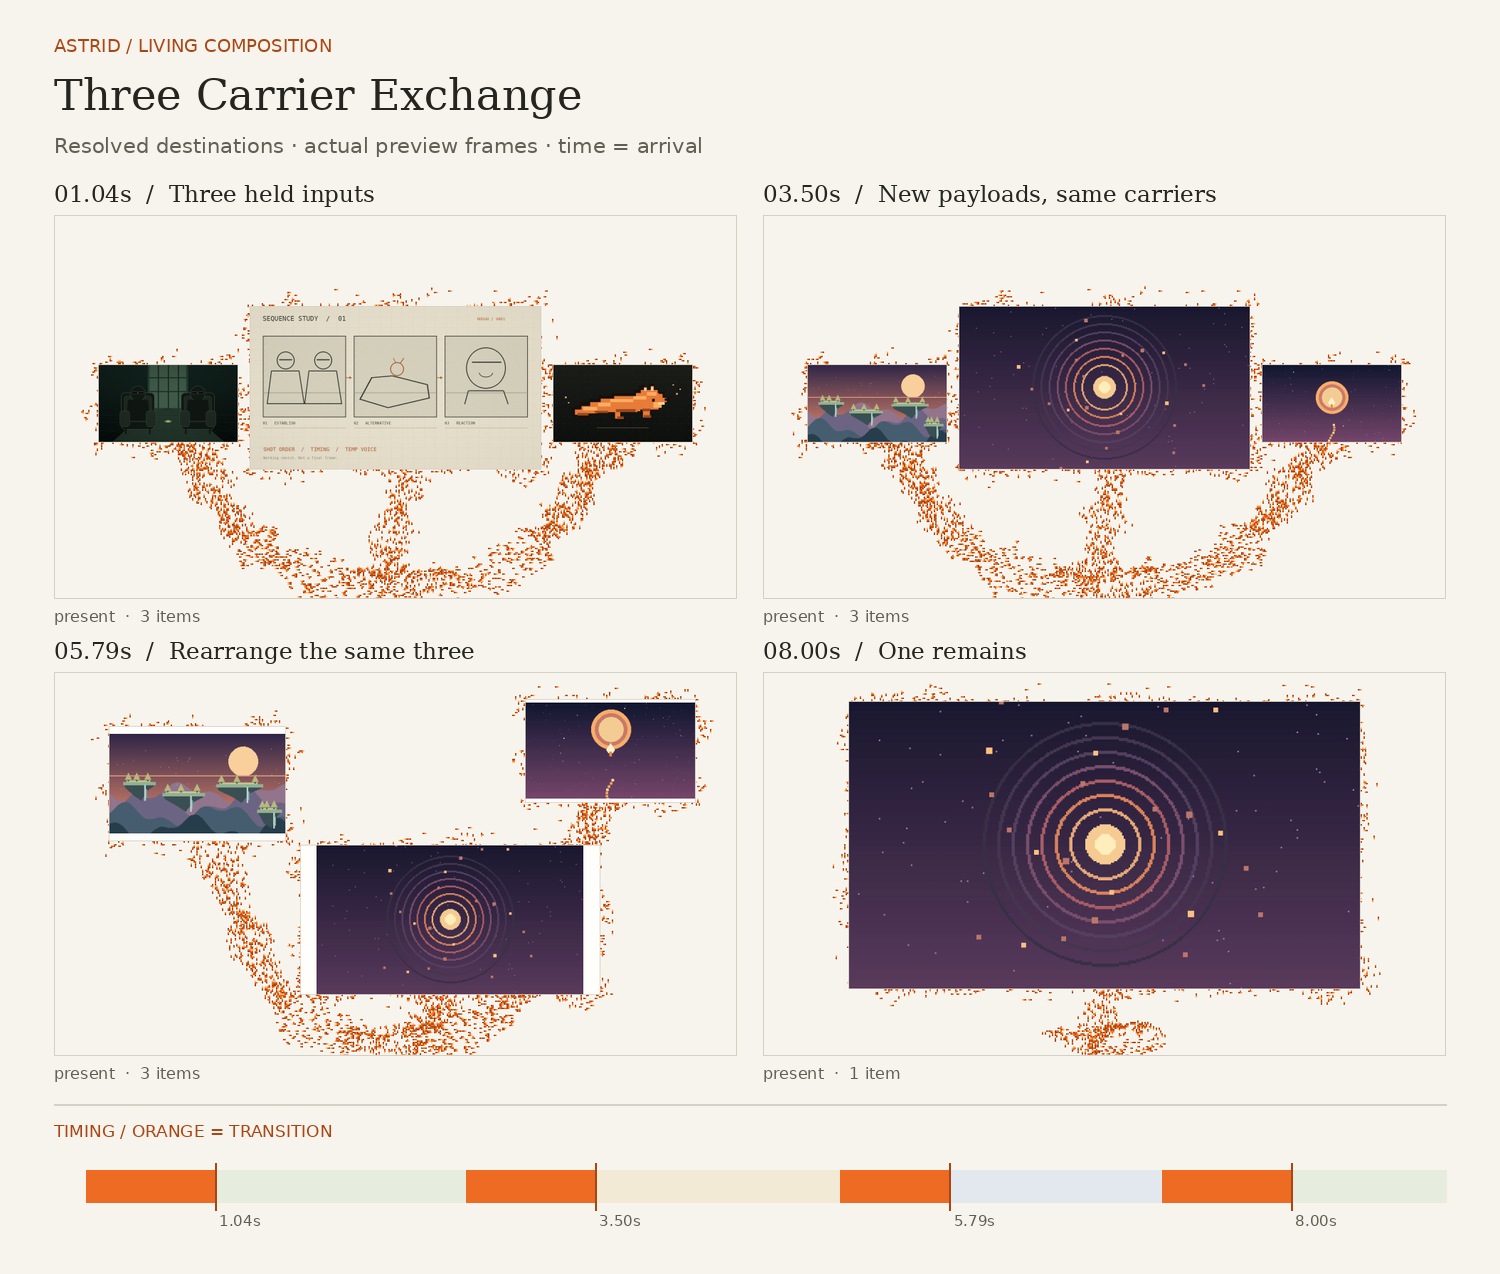 ASTRID / LIVING COMPOSITION
Three Carrier Exchange
Resolved destinations · actual preview frames · time = arrival
01.04s / Three held inputs
03.50s / New payloads, same carriers
SEQUENCE STUDY / 01
01 ESTABLISH
02 ALTERNATIVE
03 REACTION
SHOT ORDER / TIMING / TEMP VOICE
present · 3 items
present · 3 items
05.79s / Rearrange the same three
08.00s / One remains
present · 3 items
present · 1 item
TIMING / ORANGE = TRANSITION
1.04s
3.50s
5.79s
8.00s